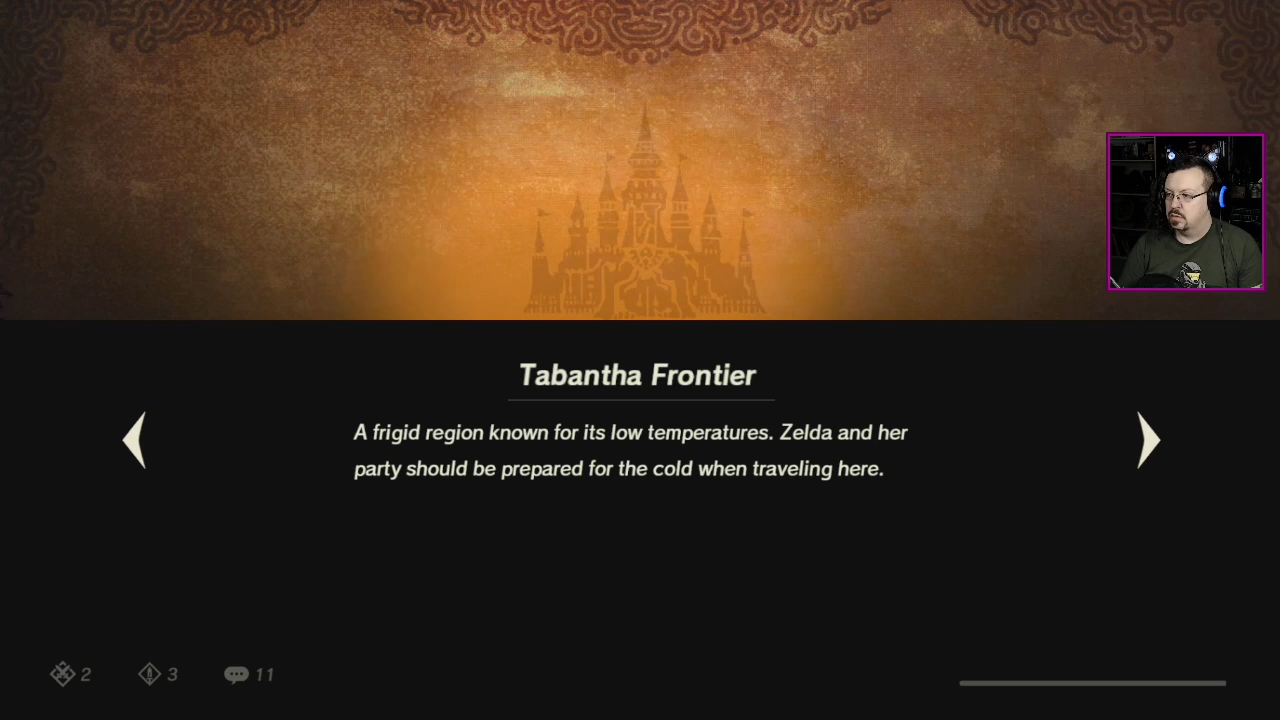 Tabantha Frontier
A frigid region known for its low temperatures. Zelda and her
party should be prepared for the cold when traveling here.
2 3 11